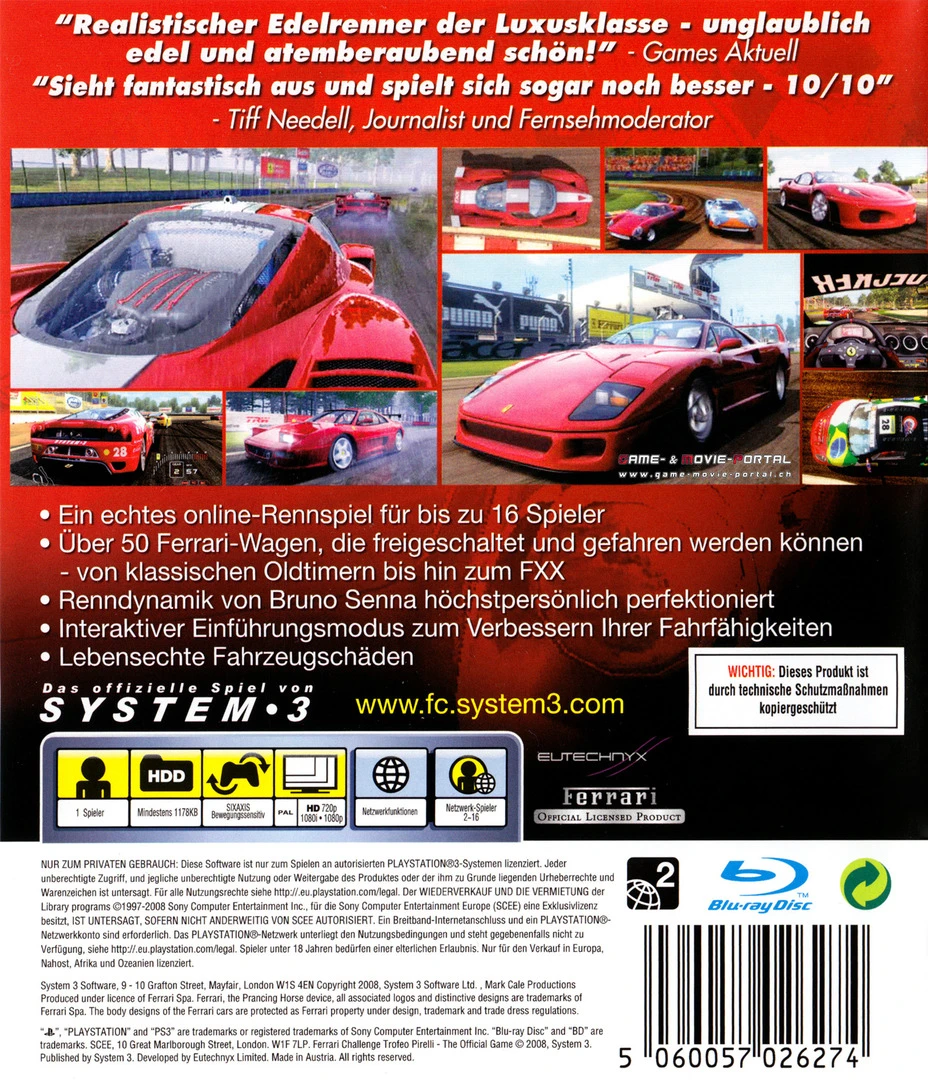 “Realistischer Edelrenner der Luxusklasse - unglaublich
edel und atemberaubend schön!” - Games Aktuell
“Sieht fantastisch aus und spielt sich sogar noch besser - 10/10”
- Tiff Needell, Journalist und Fernsehmoderator
PUMA
Ferrari
TRW
28
2 57
TRW
GAME- & MOVIE-PORTAL
www.game-movie-portal.ch
28
• Ein echtes online-Rennspiel für bis zu 16 Spieler
• Über 50 Ferrari-Wagen, die freigeschaltet und gefahren werden können
- von klassischen Oldtimern bis hin zum FXX
• Renndynamik von Bruno Senna höchstpersönlich perfektioniert
• Interaktiver Einführungsmodus zum Verbessern Ihrer Fahrfähigkeiten
• Lebensechte Fahrzeugschäden
WICHTIG: Dieses Produkt ist
durch technische Schutzmaßnahmen
kopiergeschützt
Das offizielle Spiel von
SYSTEM•3
www.fc.system3.com
HDD
1 Spieler
Mindestens 1178KB
SIXAXIS
Bewegungssensitiv
PAL
HD 720p
1080i • 1080p
Netzwerkfunktionen
Netzwerk-Spieler
2-16
EUTECHNYX
Ferrari
OFFICIAL LICENSED PRODUCT
NUR ZUM PRIVATEN GEBRAUCH: Diese Software ist nur zum Spielen an autorisierten PLAYSTATION®3-Systemen lizenziert. Jeder
unberechtigte Zugriff, und jegliche unberechtigte Nutzung oder Weitergabe des Produktes oder der ihm zu Grunde liegenden Urheberrechte und
Warenzeichen ist untersagt. Für alle Nutzungsrechte siehe http://.eu.playstation.com/legal. Der WIEDERVERKAUF UND DIE VERMIETUNG der
Library programs ©1997-2008 Sony Computer Entertainment Inc., für die Sony Computer Entertainment Europe (SCEE) eine Exklusivlizenz
besitzt, IST UNTERSAGT, SOFERN NICHT ANDERWEITIG VON SCEE AUTORISIERT. Ein Breitband-Internetanschluss und ein PLAYSTATION®-
Netzwerkkonto sind erforderlich. Das PLAYSTATION®-Netzwerk unterliegt den Nutzungsbedingungen und steht gegebenenfalls nicht zu
Verfügung, siehe http://.eu.playstation.com/legal. Spieler unter 18 Jahren bedürfen einer elterlichen Erlaubnis. Nur für den Verkauf in Europa,
Nahost, Afrika und Ozeanien lizenziert.
System 3 Software, 9 - 10 Grafton Street, Mayfair, London W1S 4EN Copyright 2008, System 3 Software Ltd. , Mark Cale Productions
Produced under licence of Ferrari Spa. Ferrari, the Prancing Horse device, all associated logos and distinctive designs are trademarks of
Ferrari Spa. The body designs of the Ferrari cars are protected as Ferrari property under design, trademark and trade dress regulations.
“ ”, “PLAYSTATION” and “PS3” are trademarks or registered trademarks of Sony Computer Entertainment Inc. “Blu-ray Disc” and “BD” are
trademarks. SCEE, 10 Great Marlborough Street, London. W1F 7LP. Ferrari Challenge Trofeo Pirelli - The Official Game © 2008, System 3.
Published by System 3. Developed by Eutechnyx Limited. Made in Austria. All rights reserved.
2
Blu-ray Disc
TM
5 060057 026274